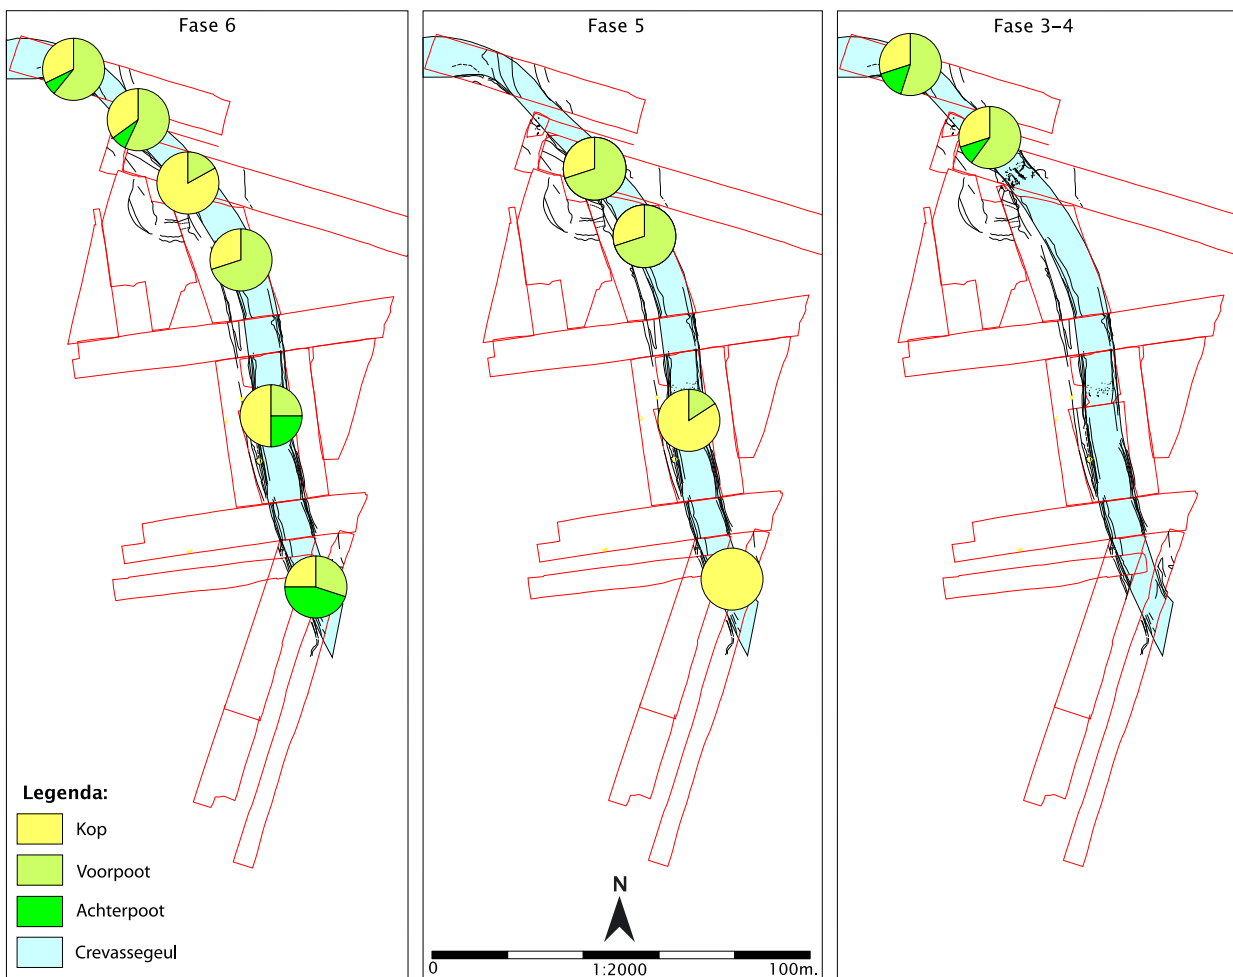 Fase 6
Fase 5
Fase 3-4
Legenda:
Kop
Voorpoot
Achterpoot
Crevassegeul
N
0
1:2000
100m.